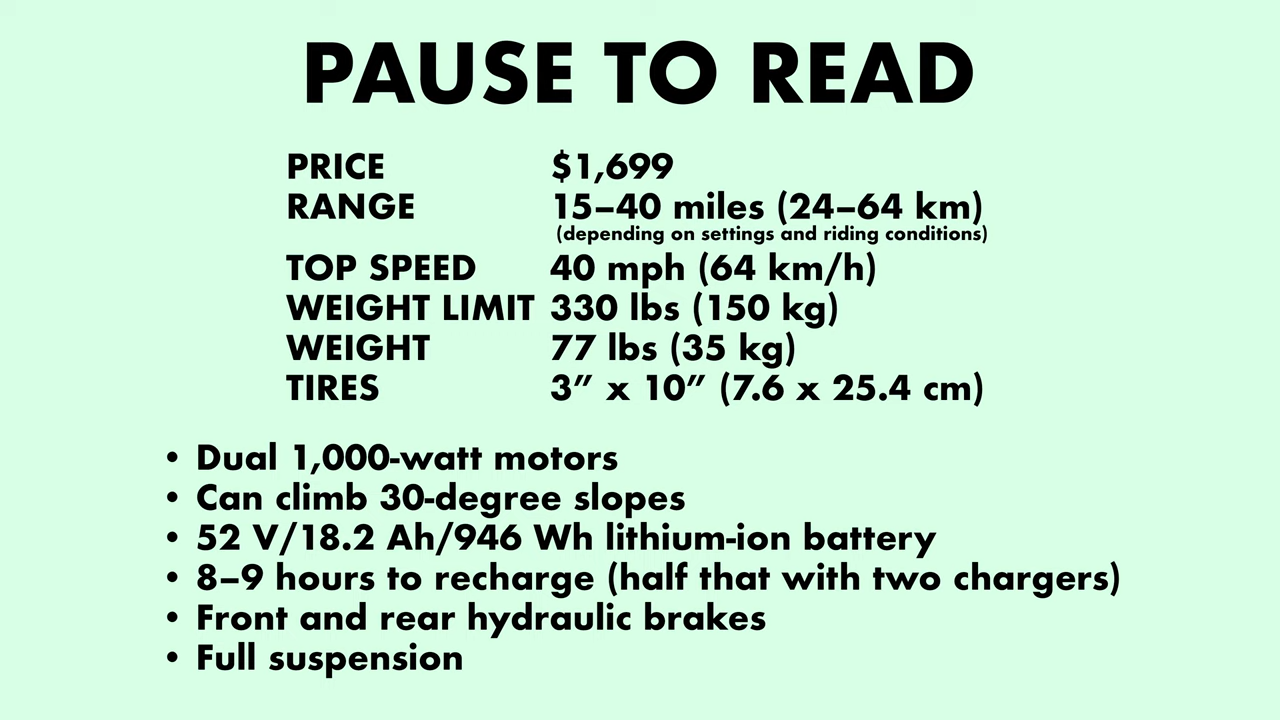 PAUSE TO READ
PRICE $1,699
RANGE 15–40 miles (24–64 km)
(depending on settings and riding conditions)
TOP SPEED 40 mph (64 km/h)
WEIGHT LIMIT 330 lbs (150 kg)
WEIGHT 77 lbs (35 kg)
TIRES 3” x 10” (7.6 x 25.4 cm)
• Dual 1,000-watt motors
• Can climb 30-degree slopes
• 52 V/18.2 Ah/946 Wh lithium-ion battery
• 8–9 hours to recharge (half that with two chargers)
• Front and rear hydraulic brakes
• Full suspension